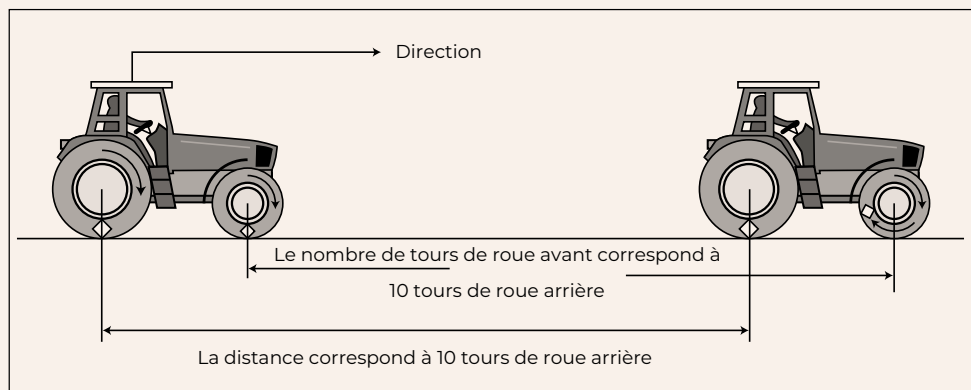 Direction
Le nombre de tours de roue avant correspond à
10 tours de roue arrière
La distance correspond à 10 tours de roue arrière